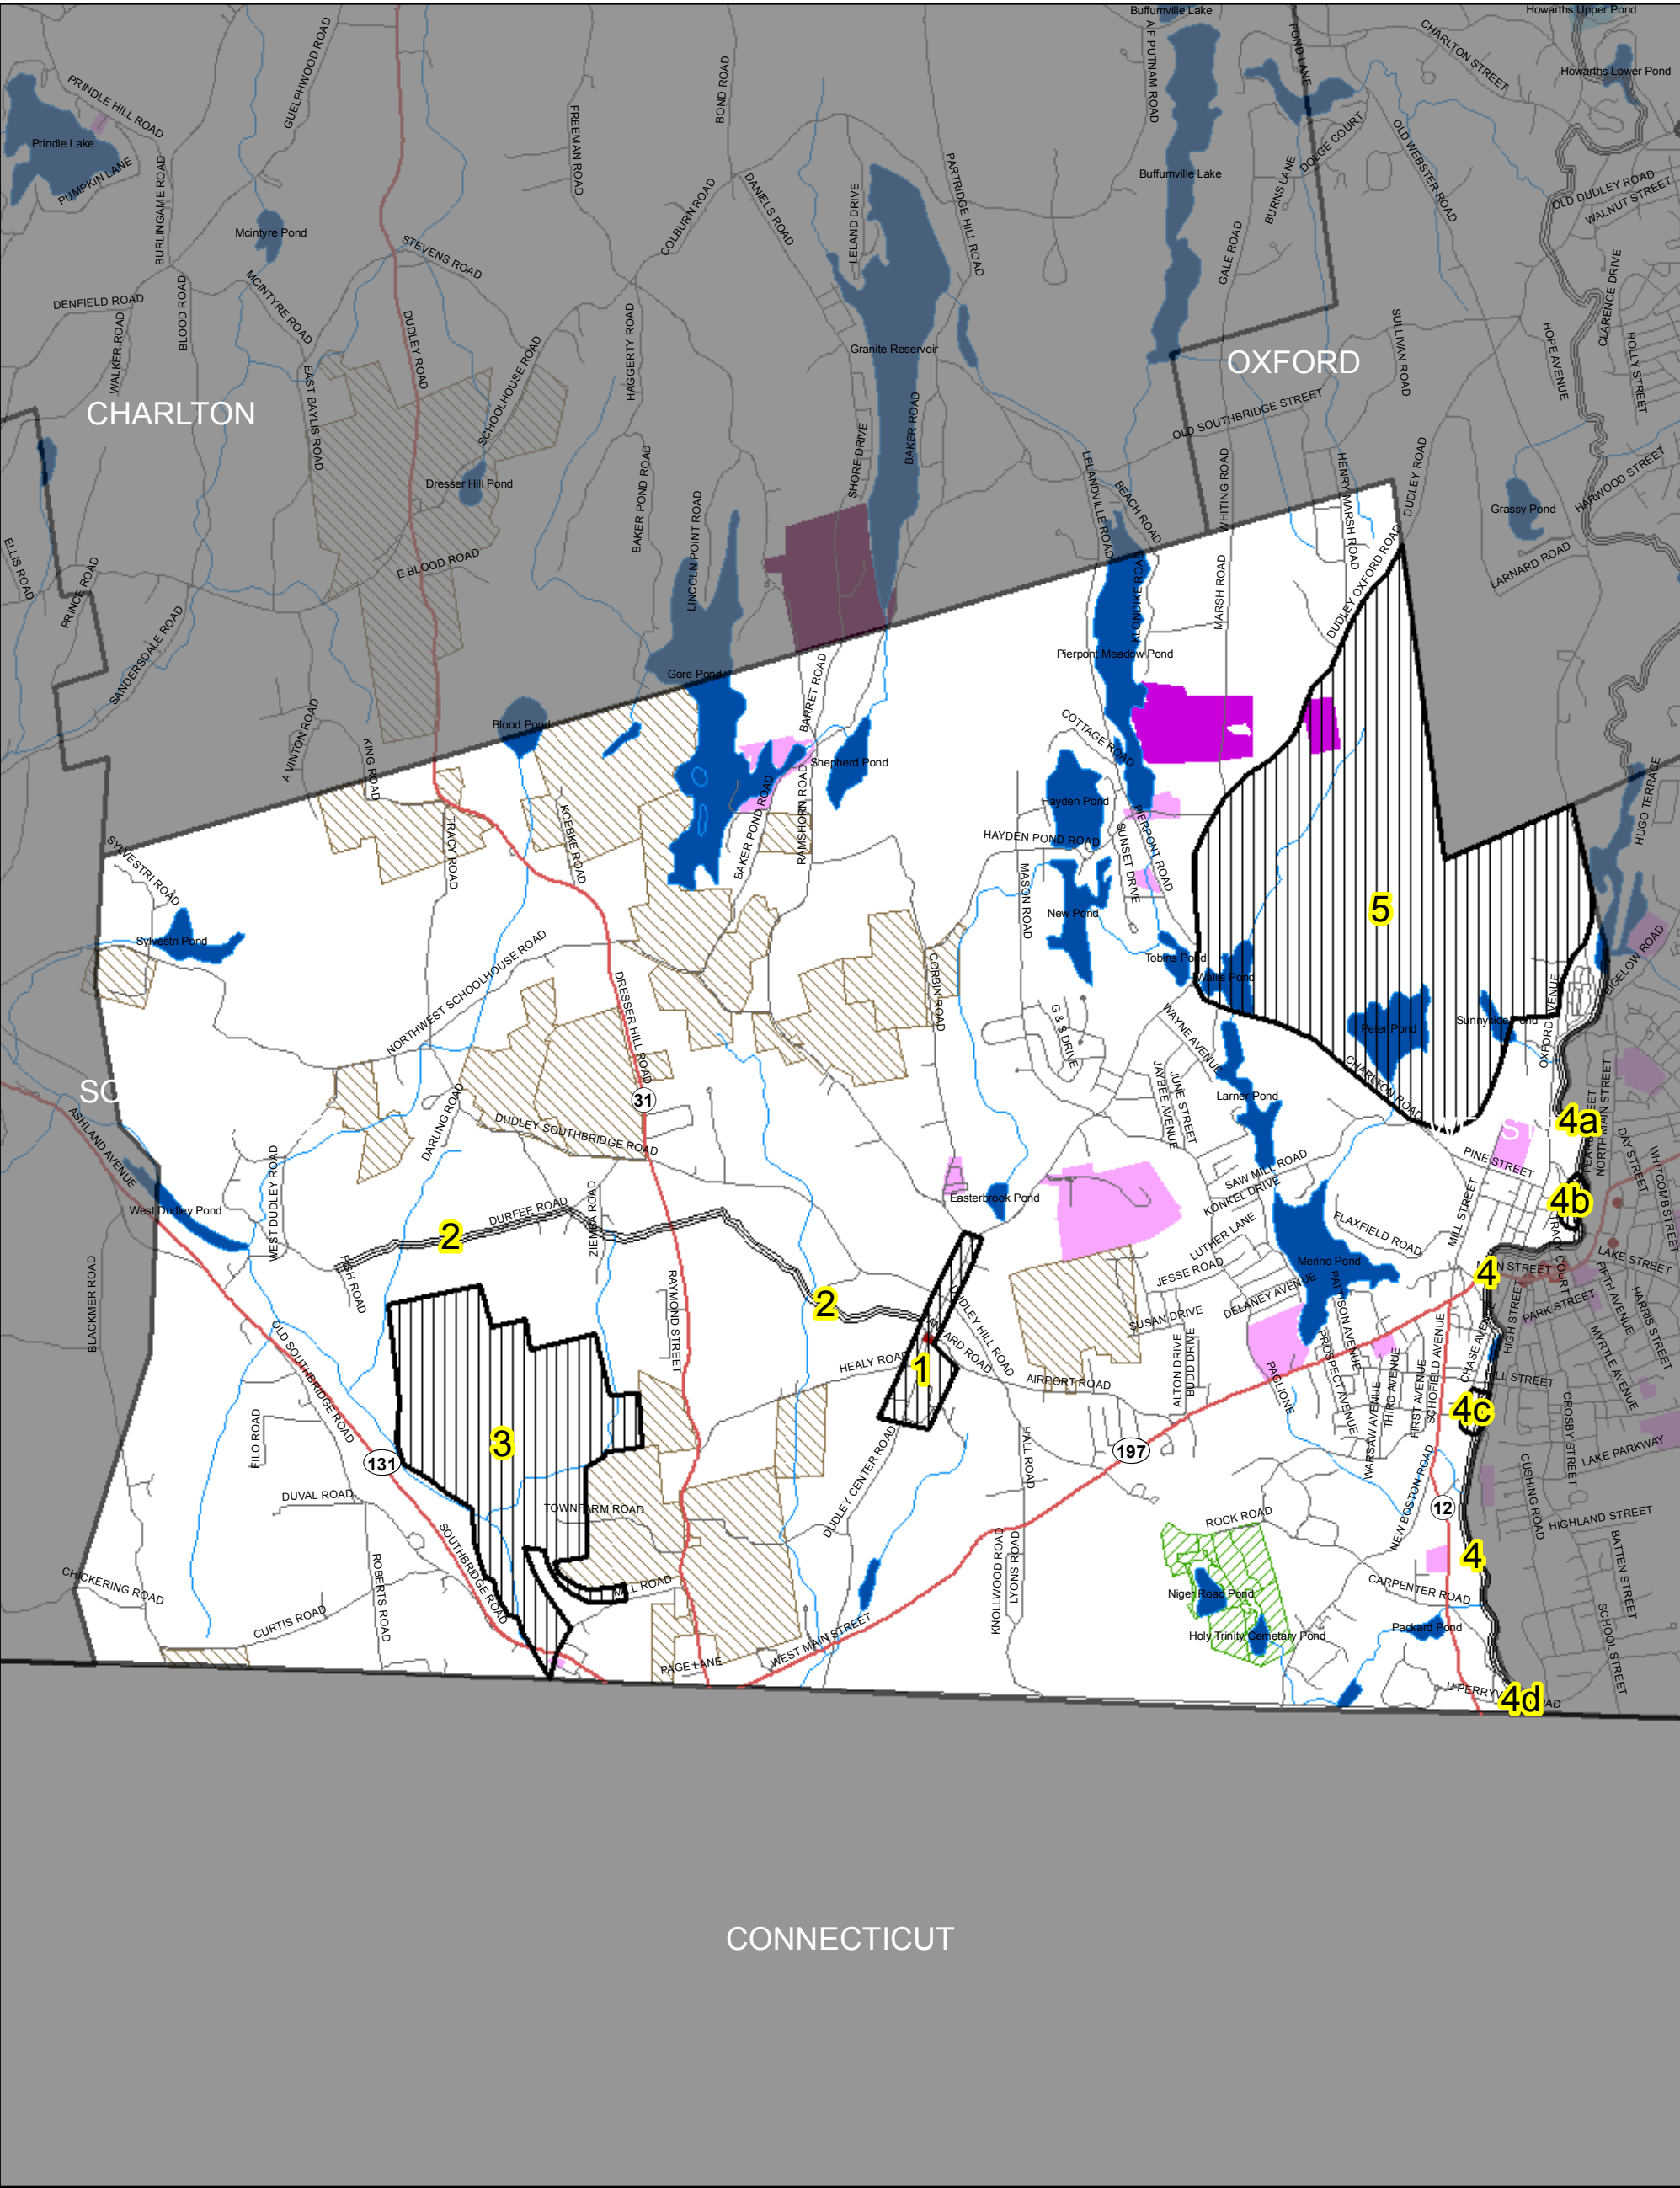 Buffumville Lake
Howarths Upper Pond
CHARLTON STREET
Howarths Lower Pond
GUELPHWOOD ROAD
A F PUTNAM ROAD
POND LANE
PRINDLE HILL ROAD
BOND ROAD
FREEMAN ROAD
Prindle Lake
PUMPKIN LANE
BURLINGAME ROAD
DANIELS ROAD
LELAND DRIVE
PARTRIDGE HILL ROAD
Buffumville Lake
BURNS LANE
DOLGE COURT
OLD WEBSTER ROAD
OLD DUDLEY ROAD
WALNUT STREET
Mcintyre Pond
STEVENS ROAD
COLBURN ROAD
GALE ROAD
DENFIELD ROAD
BLOOD ROAD
MCINTYRE ROAD
WALKER ROAD
DUDLEY ROAD
HAGGERTY ROAD
Granite Reservoir
CLARENCE DRIVE
HOLLY STREET
HOPE AVENUE
SULLIVAN ROAD
OXFORD
CHARLTON
EAST BAYLIS ROAD
SCHOOLHOUSE ROAD
BAKER ROAD
OLD SOUTHBRIDGE STREET
Dresser Hill Pond
BAKER POND ROAD
SHORE DRIVE
LELANDVILLE ROAD
BEACH ROAD
WHITING ROAD
HENRY MARSH ROAD
DUDLEY ROAD
Grassy Pond
HARWOOD STREET
ELLIS ROAD
PRINCE ROAD
E BLOOD ROAD
LINCOLN POINT ROAD
LARNARD ROAD
SANDERSDALE ROAD
KLONDIKE ROAD
MARSH ROAD
DUDLEY OXFORD ROAD
Pierpont Meadow Pond
Gore Pond
BARRET ROAD
A VINTON ROAD
KING ROAD
Blood Pond
COTTAGE ROAD
Shepherd Pond
HUGO TERRACE
Hayden Pond
TRACY ROAD
KOEBKE ROAD
BAKER POND ROAD
RAMSHORN ROAD
HAYDEN POND ROAD
SUNSET DRIVE
PIERPONT ROAD
SYLVESTRI ROAD
MASON ROAD
New Pond
5
Sylvestri Pond
NORTHWEST SCHOOLHOUSE ROAD
CORBIN ROAD
Tobins Pond
Wallis Pond
BIGELOW ROAD
DRESSER HILL ROAD
G & S DRIVE
WAYNE AVENUE
Peter Pond
Sunnyside Pond
OXFORD AVENUE
CHARLTON ROAD
JUNE STREET
JAYBEE AVENUE
Larner Pond
31
4a
ASHLAND AVENUE
DARLING ROAD
DUDLEY SOUTHBRIDGE ROAD
NORTH MAIN STREET
DAY STREET
WHITCOMB STREET
PINE STREET
SAW MILL ROAD
KONKEL DRIVE
Easterbrook Pond
West Dudley Pond
WEST DUDLEY ROAD
DURFEE ROAD
2
ZIEMBA ROAD
LUTHER LANE
FLAXFIELD ROAD
MILL STREET
4b
TRACY COURT
LAKE STREET
BLACKMER ROAD
FISH ROAD
Merino Pond
JESSE ROAD
DELANEY AVENUE
PATTISON AVENUE
4
MAIN STREET
FIFTH AVENUE
HARRIS STREET
PARK STREET
RAYMOND STREET
2
DUDLEY HILL ROAD
SUSAN DRIVE
PROSPECT AVENUE
HIGH STREET
CHASE AVENUE
MYRTLE AVENUE
OLD SOUTHBRIDGE ROAD
HEALY ROAD
1
AIRPORT ROAD
ALTON DRIVE
BUDD DRIVE
PAGLIONE
WARSAW AVENUE
THIRD AVENUE
FIRST AVENUE
SCHOFIELD AVENUE
4c
CROSBY STREET
FILO ROAD
3
131
197
HALL ROAD
LAKE PARKWAY
DUVAL ROAD
TOWNFARM ROAD
DUDLEY CENTER ROAD
ROCK ROAD
NEW BOSTON ROAD
12
CUSHING ROAD
HIGHLAND STREET
CHICKERING ROAD
ROBERTS ROAD
SOUTHBRIDGE ROAD
MILL ROAD
KNOLLWOOD ROAD
LYONS ROAD
Niger Road Pond
4
CARPENTER ROAD
BATTEN STREET
SCHOOL STREET
CURTIS ROAD
WEST MAIN STREET
Holy Trinity Cemetary Pond
Packard Pond
PAGE LANE
4d
CONNECTICUT